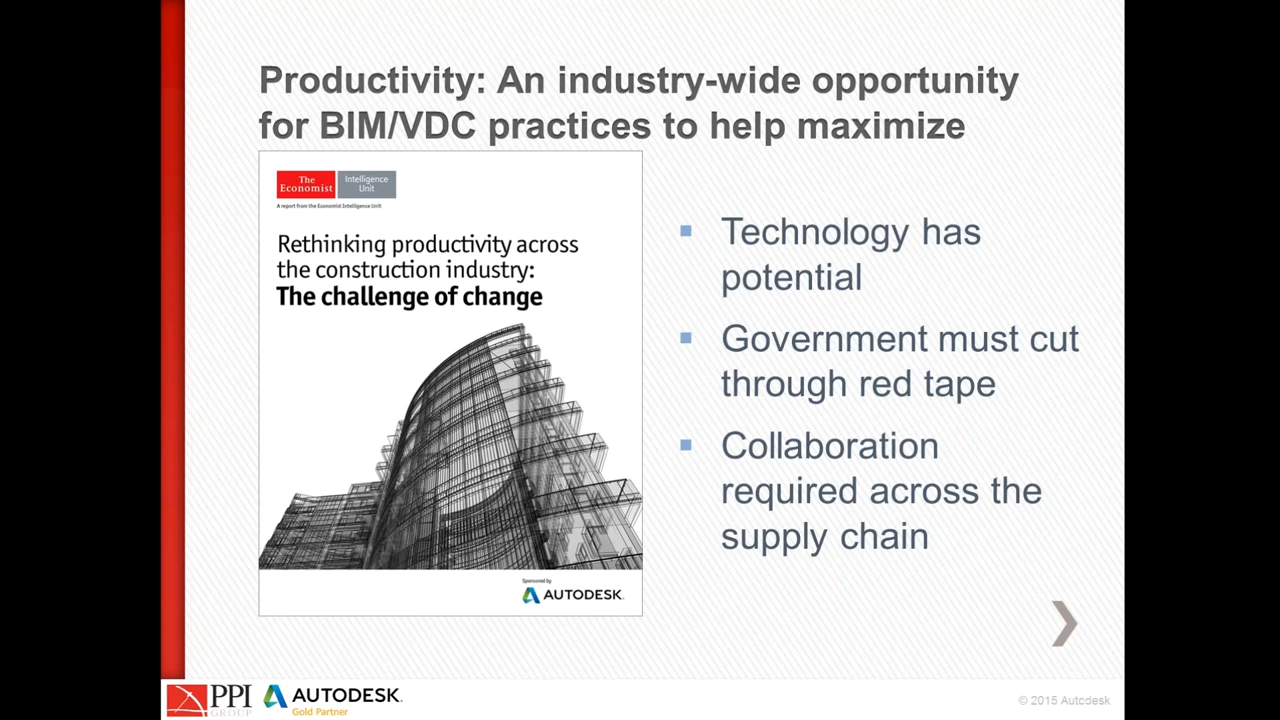 Productivity: An industry-wide opportunity
for BIM/VDC practices to help maximize
The
Economist
Intelligence
Unit
A report from the Economist Intelligence Unit
Rethinking productivity across
the construction industry:
The challenge of change
Sponsored by
AUTODESK.
▪ Technology has
potential
▪ Government must cut
through red tape
▪ Collaboration
required across the
supply chain
PPI
GROUP
AUTODESK.
Gold Partner
© 2015 Autodesk